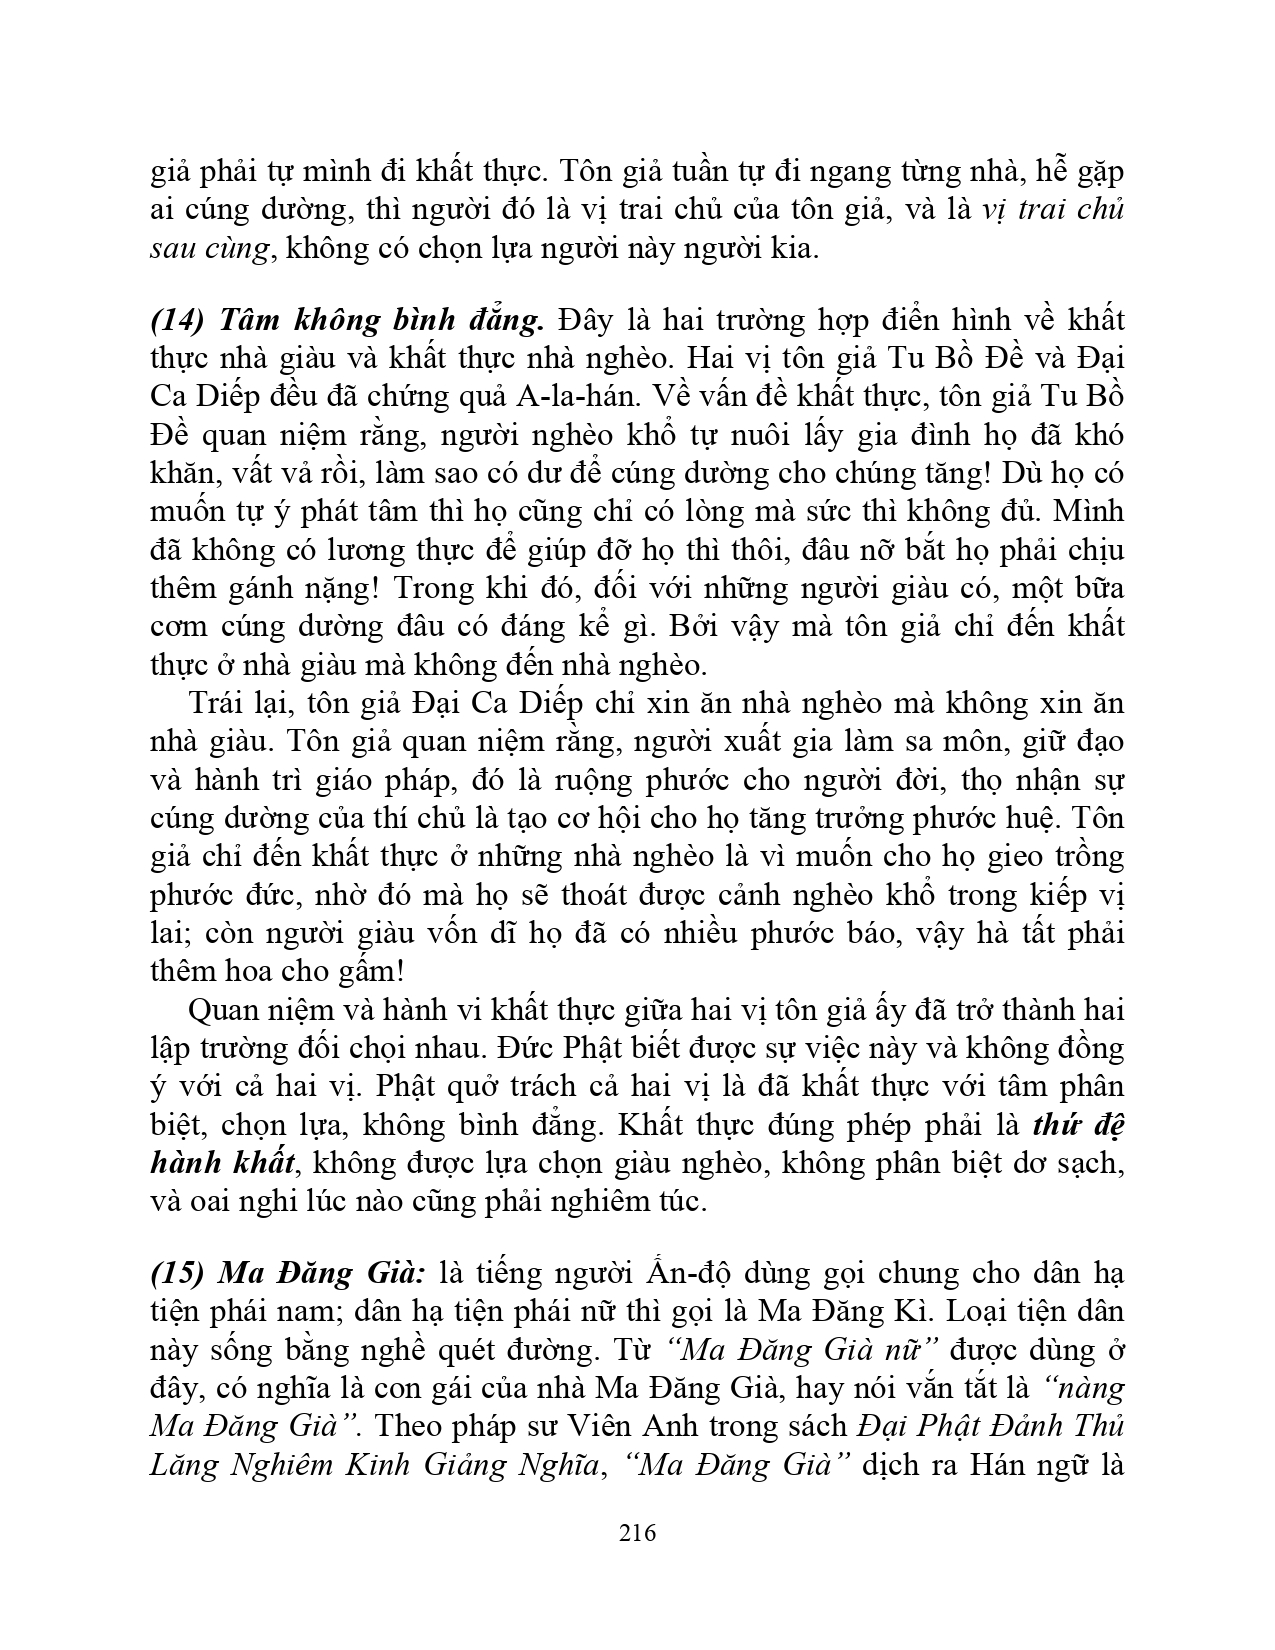 giả phải tự mình đi khất thực. Tôn giả tuần tự đi ngang từng nhà, hễ gặp
ai cúng dường, thì người đó là vị trai chủ của tôn giả, và là vị trai chủ
sau cùng, không có chọn lựa người này người kia.
(14) Tâm không bình đẳng. Đây là hai trường hợp điển hình về khất
thực nhà giàu và khất thực nhà nghèo. Hai vị tôn giả Tu Bồ Đề và Đại
Ca Diếp đều đã chứng quả A-la-hán. Về vấn đề khất thực, tôn giả Tu Bồ
Đề quan niệm rằng, người nghèo khổ tự nuôi lấy gia đình họ đã khó
khăn, vất vả rồi, làm sao có dư để cúng dường cho chúng tăng! Dù họ có
muốn tự ý phát tâm thì họ cũng chỉ có lòng mà sức thì không đủ. Mình
đã không có lương thực để giúp đỡ họ thì thôi, đâu nỡ bắt họ phải chịu
thêm gánh nặng! Trong khi đó, đối với những người giàu có, một bữa
cơm cúng dường đâu có đáng kể gì. Bởi vậy mà tôn giả chỉ đến khất
thực ở nhà giàu mà không đến nhà nghèo.
Trái lại, tôn giả Đại Ca Diếp chỉ xin ăn nhà nghèo mà không xin ăn
nhà giàu. Tôn giả quan niệm rằng, người xuất gia làm sa môn, giữ đạo
và hành trì giáo pháp, đó là ruộng phước cho người đời, thọ nhận sự
cúng dường của thí chủ là tạo cơ hội cho họ tăng trưởng phước huệ. Tôn
giả chỉ đến khất thực ở những nhà nghèo là vì muốn cho họ gieo trồng
phước đức, nhờ đó mà họ sẽ thoát được cảnh nghèo khổ trong kiếp vị
lai; còn người giàu vốn dĩ họ đã có nhiều phước báo, vậy hà tất phải
thêm hoa cho gấm!
Quan niệm và hành vi khất thực giữa hai vị tôn giả ấy đã trở thành hai
lập trường đối chọi nhau. Đức Phật biết được sự việc này và không đồng
ý với cả hai vị. Phật quở trách cả hai vị là đã khất thực với tâm phân
biệt, chọn lựa, không bình đẳng. Khất thực đúng phép phải là thứ đệ
hành khất, không được lựa chọn giàu nghèo, không phân biệt dơ sạch,
và oai nghi lúc nào cũng phải nghiêm túc.
(15) Ma Đăng Già: là tiếng người Ấn-độ dùng gọi chung cho dân hạ
tiện phái nam; dân hạ tiện phái nữ thì gọi là Ma Đăng Kì. Loại tiện dân
này sống bằng nghề quét đường. Từ “Ma Đăng Già nữ” được dùng ở
đây, có nghĩa là con gái của nhà Ma Đăng Già, hay nói vắn tắt là “nàng
Ma Đăng Già”. Theo pháp sư Viên Anh trong sách Đại Phật Đảnh Thủ
Lăng Nghiêm Kinh Giảng Nghĩa, “Ma Đăng Già” dịch ra Hán ngữ là
216